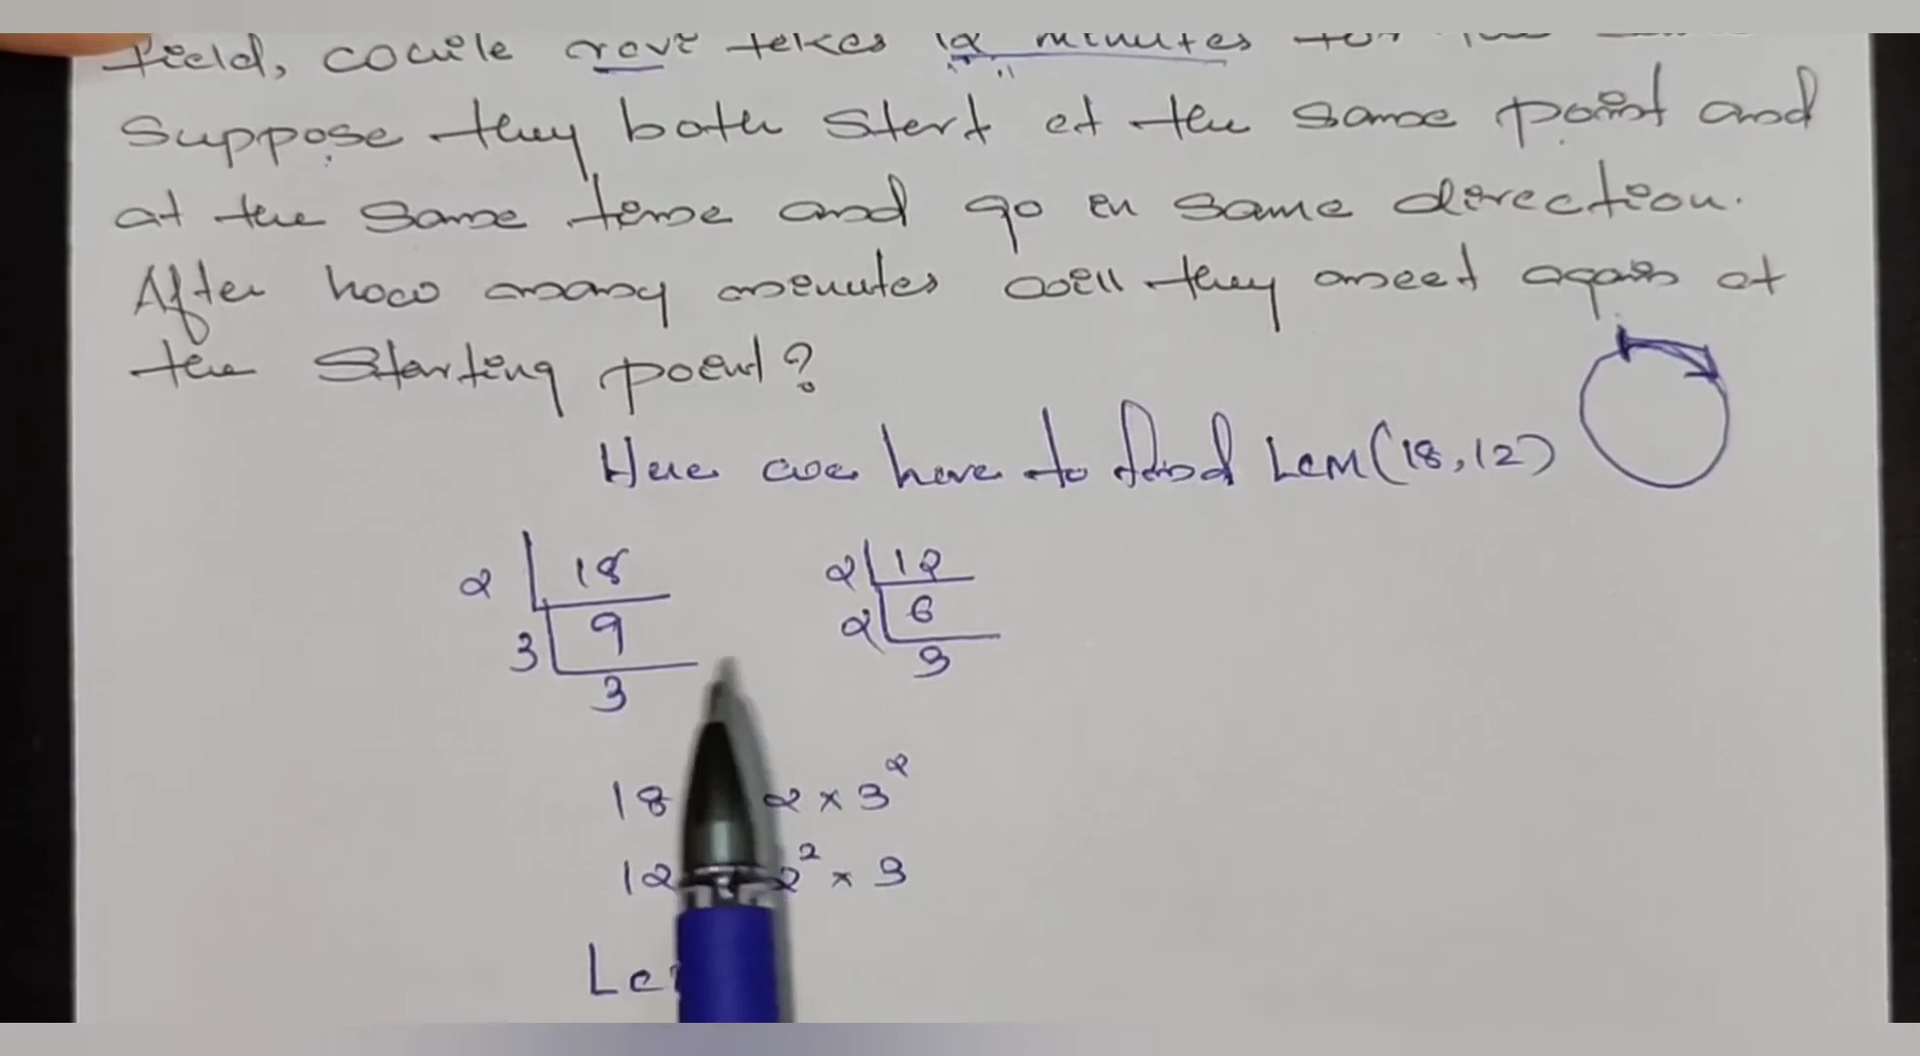 field, while ravi takes 12 minutes for the
Suppose they both start at the same point and
at the same time and go in same direction.
After how many minutes will they meet again at
the starting point?
Here we have to find LCM(18,12)
2 18
3 9
3
2 12
2 6
3
18 2 × 3²
12 2² × 3